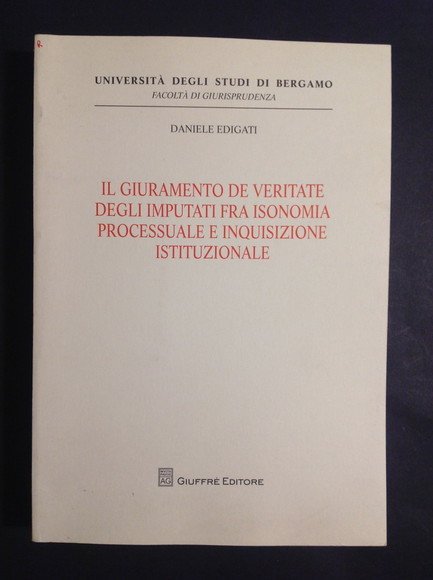 UNIVERSITÀ DEGLI STUDI DI BERGAMO
FACOLTÀ DI GIURISPRUDENZA
DANIELE EDIGATI
IL GIURAMENTO DE VERITATE
DEGLI IMPUTATI FRA ISONOMIA
PROCESSUALE E INQUISIZIONE
ISTITUZIONALE
AG GIUFFRÈ EDITORE